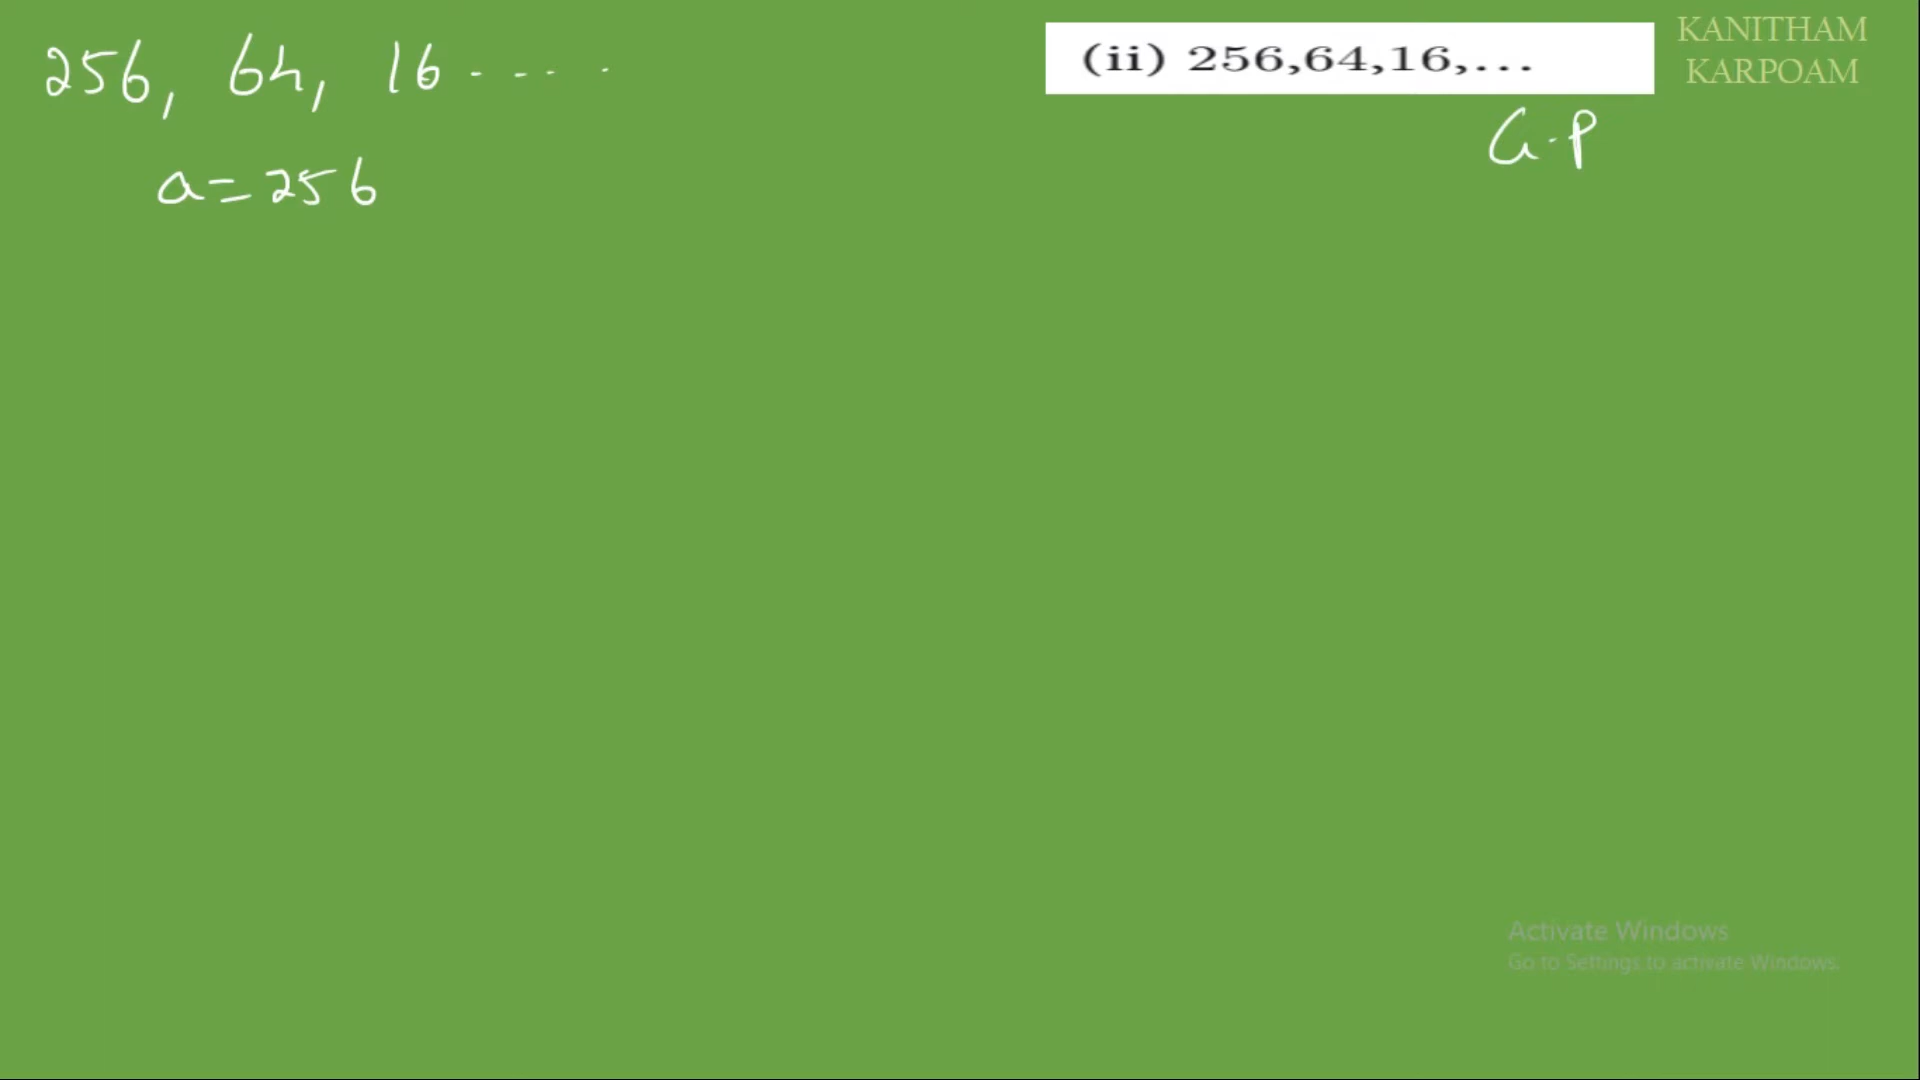 256, 64, 16 - - - - .
(ii) 256,64,16,...
KANITHAM
KARPOAM
G.P
a=256
Activate Windows
Go to Settings to activate Windows.